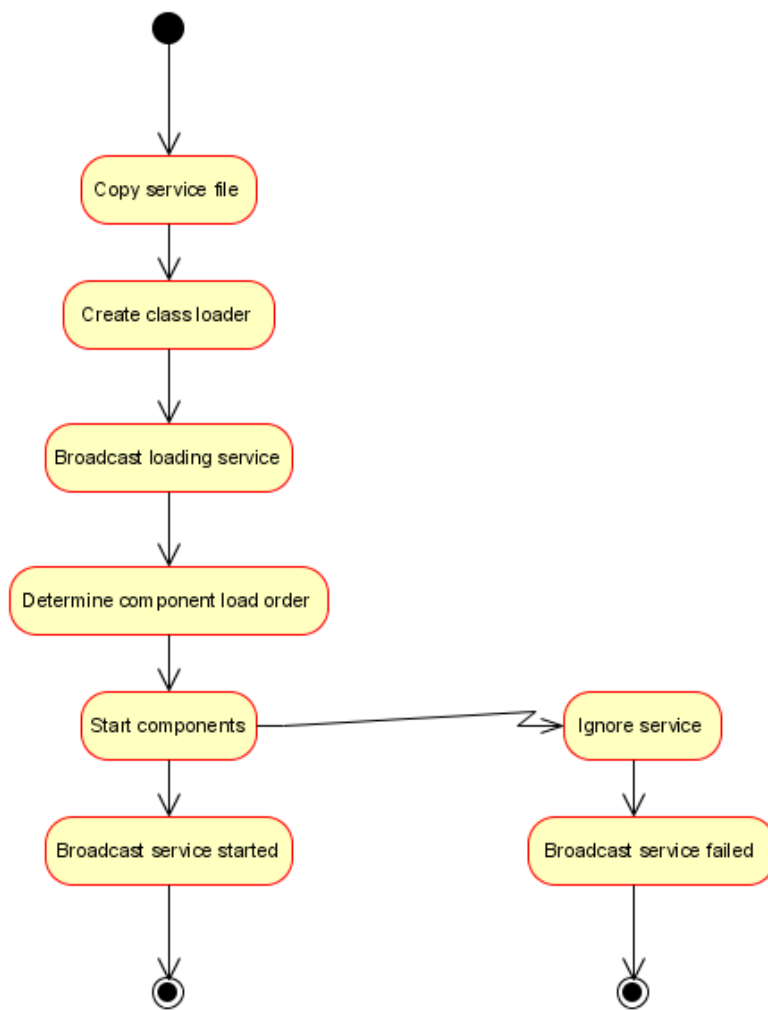 Copy service file
Create class loader
Broadcast loading service
Determine component load order
Start components
Ignore service
Broadcast service started
Broadcast service failed